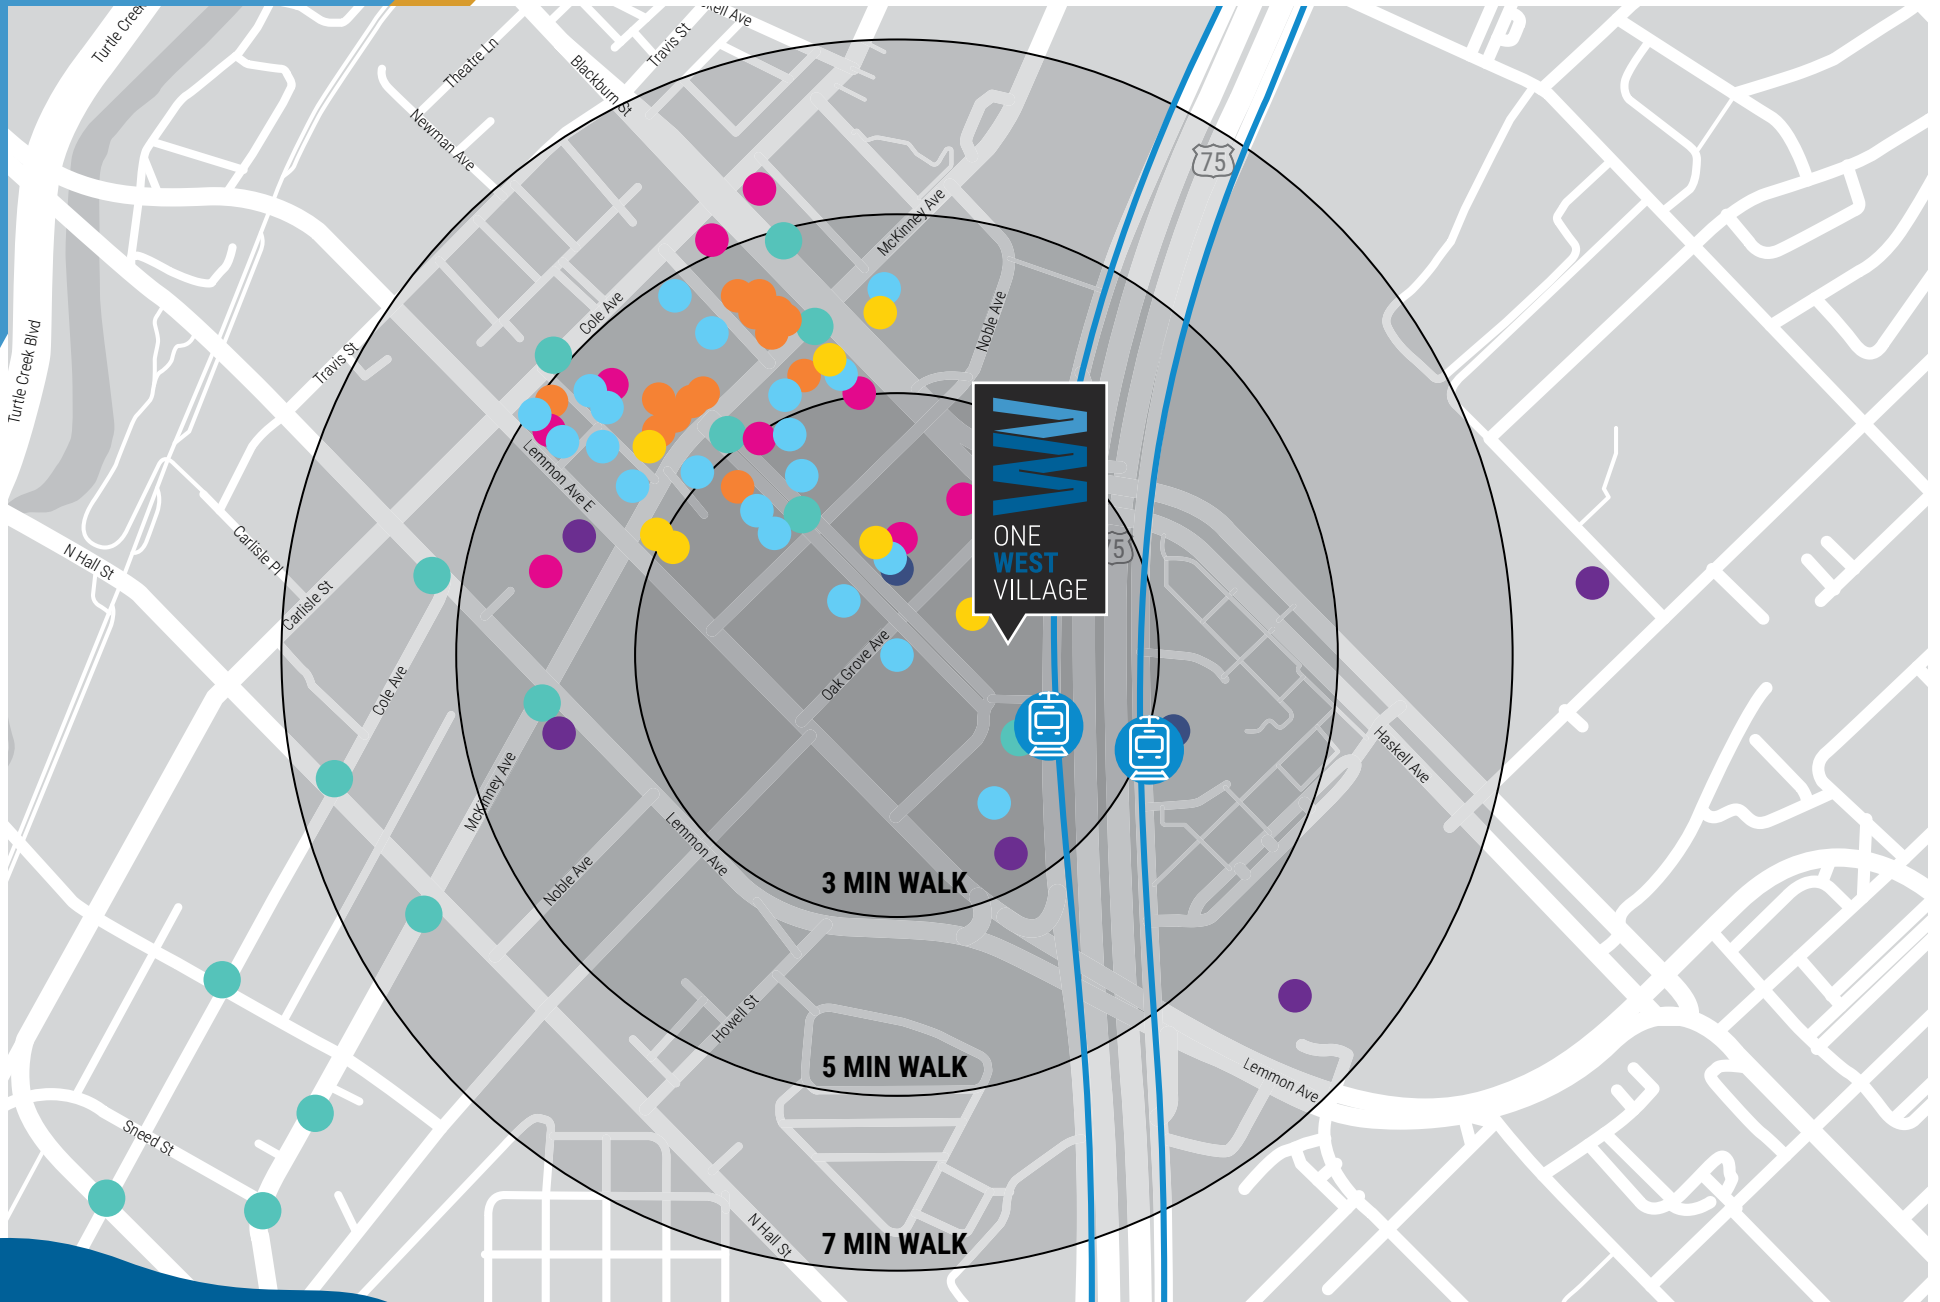 Turtle Creek
Theatre Ln
Travis St
kell Ave
Blackburn St
Newman Ave
75
McKinney Ave
Cole Ave
Noble Ave
Travis St
Turtle Creek Blvd
Lemmon Ave E
ONE
WEST
VILLAGE
75
N Hall St
Carlisle Pl
Carlisle St
Cole Ave
Oak Grove Ave
McKinney Ave
Haskell Ave
Lemmon Ave
Noble Ave
3 MIN WALK
Howell St
5 MIN WALK
Lemmon Ave
Sneed St
N Hall St
7 MIN WALK